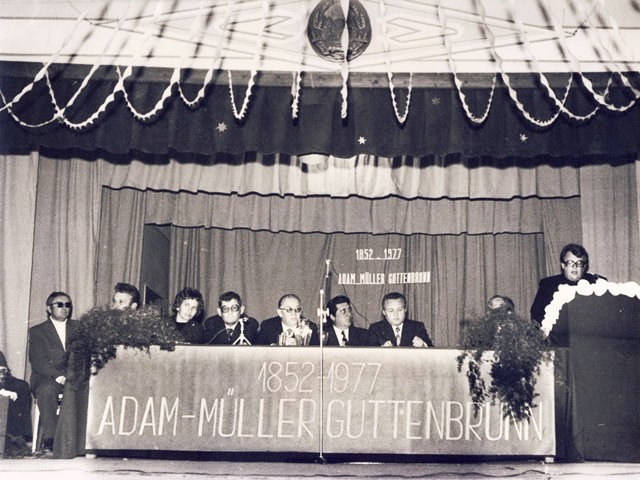 1852-1977
ADAM MÜLLER GUTTENBRUNN
1852-1977
ADAM-MÜLLER GUTTENBRUNN